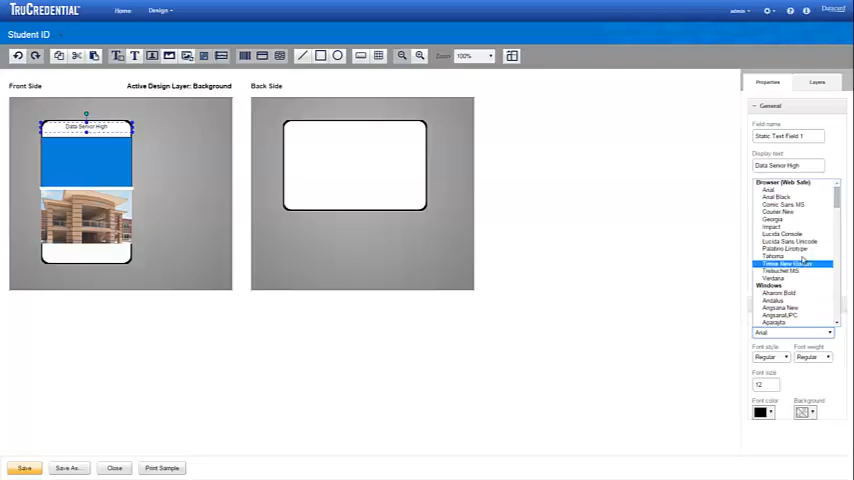 TRUCREDENTIAL™
Home
Design
admin
Datacard
Student ID
Zoom
100%
Front Side
Active Design Layer: Background
Back Side
Data Senior High
Properties
Layers
General
Field name
Static Text Field 1
Display text
Data Senior High
Browser (Web Safe)
Arial
Arial Black
Comic Sans MS
Courier New
Georgia
Impact
Lucida Console
Lucida Sans Unicode
Palatino Linotype
Tahoma
Times New Roman
Trebuchet MS
Verdana
Windows
Aharoni Bold
Andalus
Angsana New
AngsanaUPC
Aparajita
Arial
Font style
Font weight
Regular
Regular
Font size
12
Font color
Background
Save
Save As...
Close
Print Sample